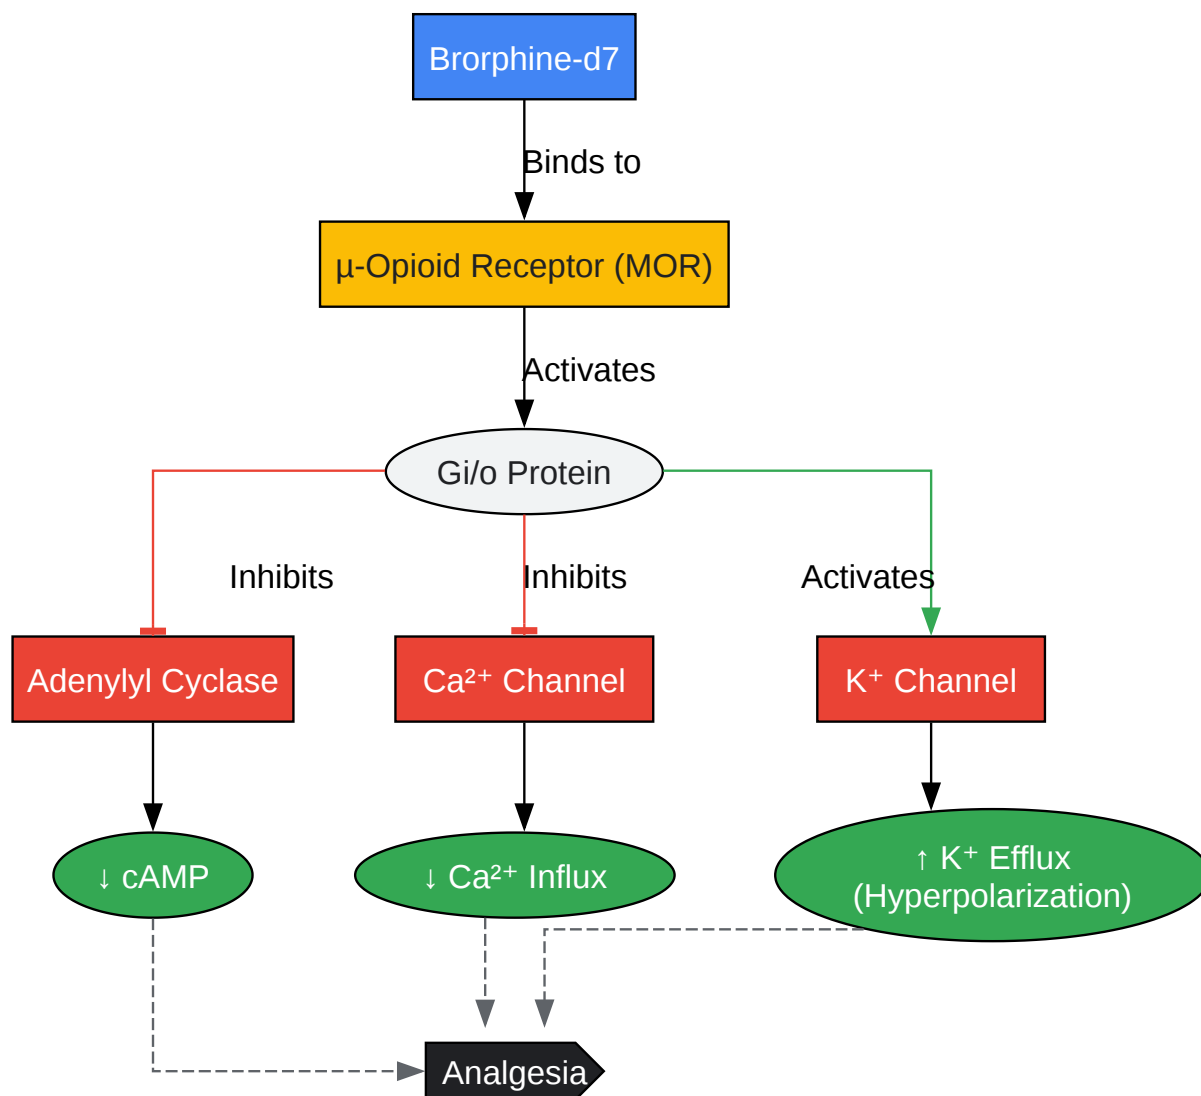 Brorphine-d7
Binds to
µ-Opioid Receptor (MOR)
Activates
Gi/o Protein
Inhibits
Inhibits
Activates
Adenylyl Cyclase
Ca²⁺ Channel
K⁺ Channel
↓ cAMP
↓ Ca²⁺ Influx
↑ K⁺ Efflux
(Hyperpolarization)
Analgesia